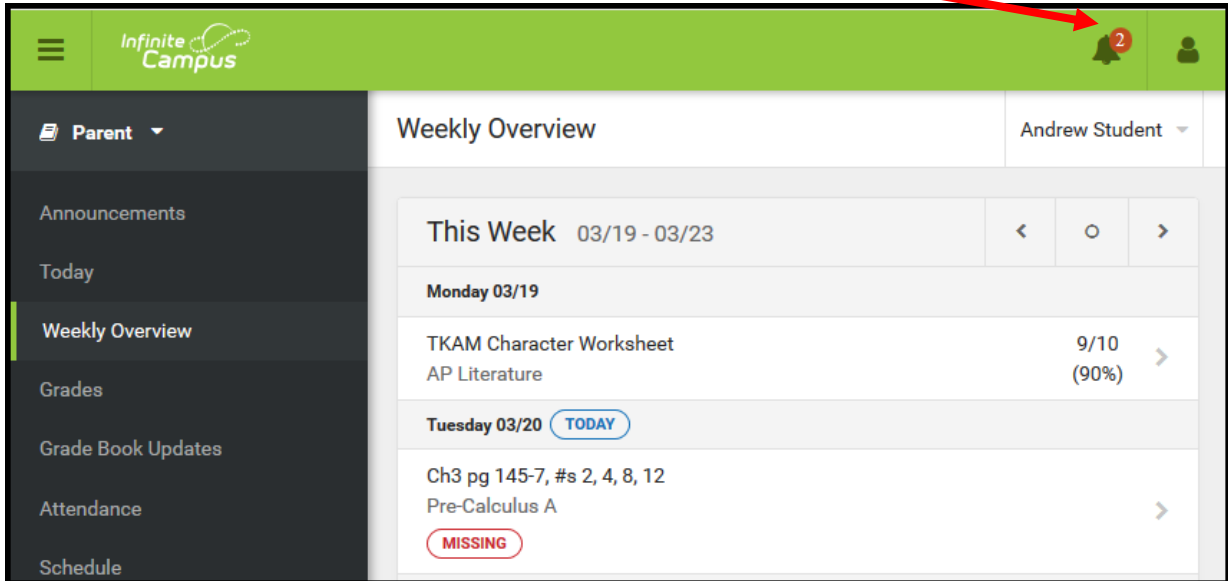 Infinite
Campus
2
Parent
Weekly Overview
Andrew Student
Announcements
Today
Weekly Overview
Grades
Grade Book Updates
Attendance
Schedule
This Week 03/19 - 03/23
Monday 03/19
TKAM Character Worksheet
9/10
AP Literature
(90%)
Tuesday 03/20 TODAY
Ch3 pg 145-7, #s 2, 4, 8, 12
Pre-Calculus A
MISSING